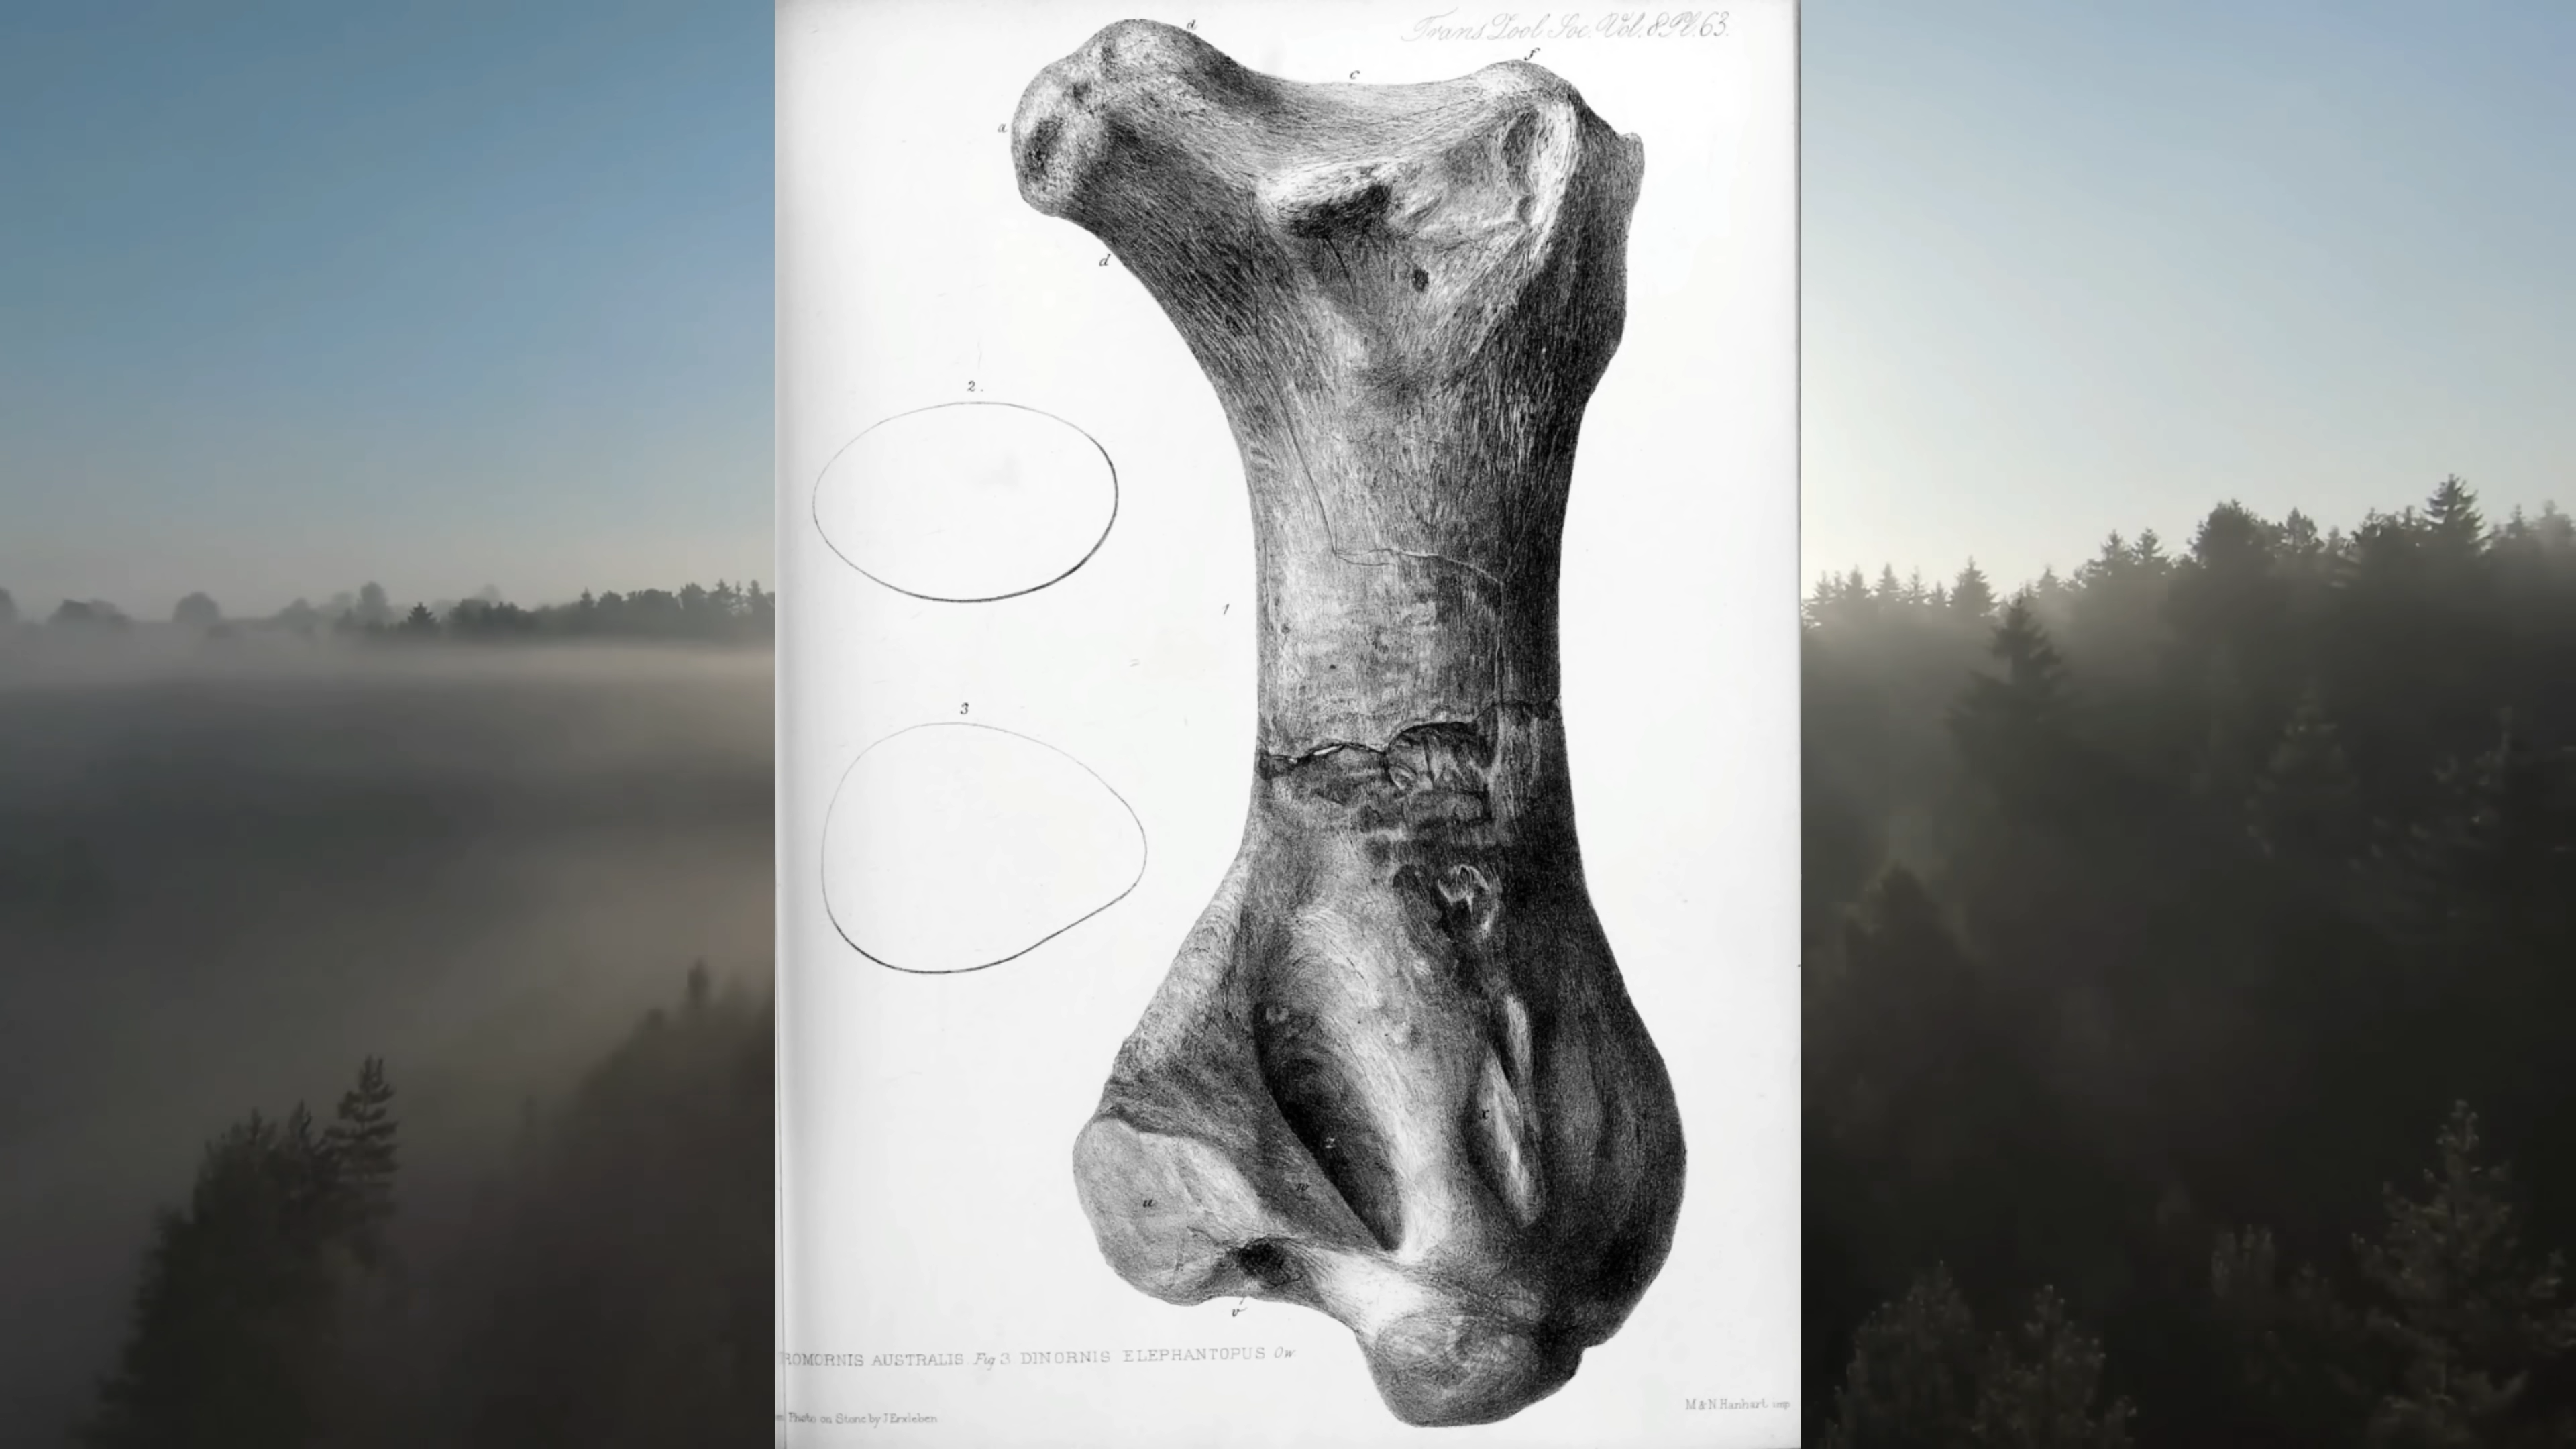 Trans Zool Soc. Vol. 8 Pl. 63.
a
f
c
a
d
2.
1
3
x
u
w
v
ROMORNIS AUSTRALIS Fig 3 DINORNIS ELEPHANTOPUS Ow.
M & N Hanhart imp.
Photo on Stone by J Erxleben